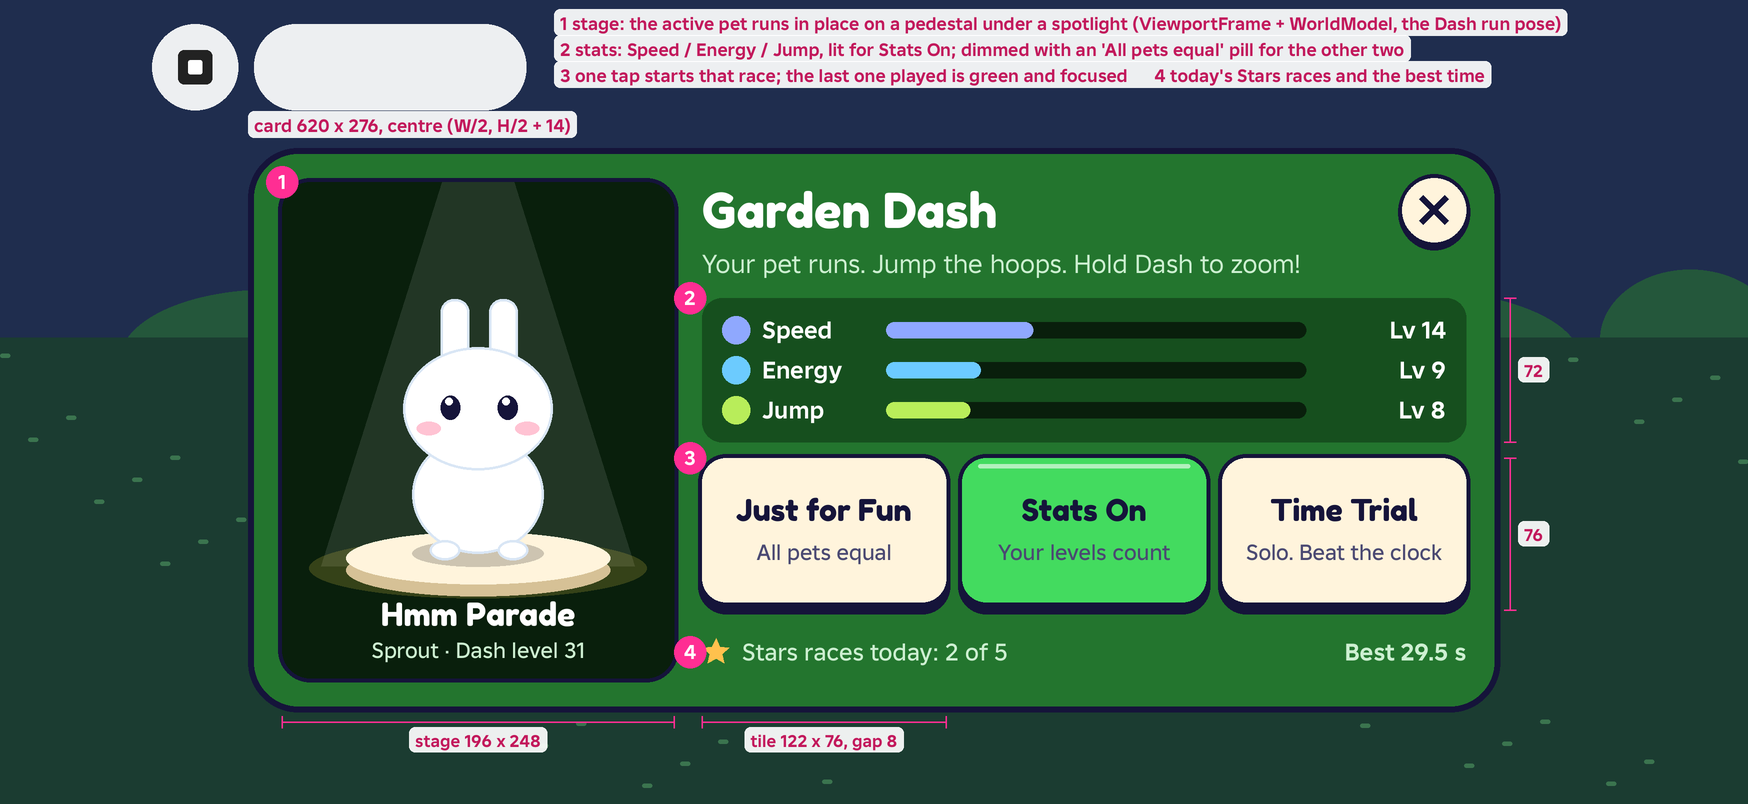 1 stage: the active pet runs in place on a pedestal under a spotlight (ViewportFrame + WorldModel, the Dash run pose)
2 stats: Speed / Energy / Jump, lit for Stats On; dimmed with an 'All pets equal' pill for the other two
3 one tap starts that race; the last one played is green and focused 4 today's Stars races and the best time
card 620 x 276, centre (W/2, H/2 + 14)
1
Garden Dash
Your pet runs. Jump the hoops. Hold Dash to zoom!
2
Speed Lv 14
Energy Lv 9
Jump Lv 8
72
3
Just for Fun
All pets equal
Stats On
Your levels count
Time Trial
Solo. Beat the clock
76
Hmm Parade
Sprout · Dash level 31
4
Stars races today: 2 of 5
Best 29.5 s
stage 196 x 248
tile 122 x 76, gap 8